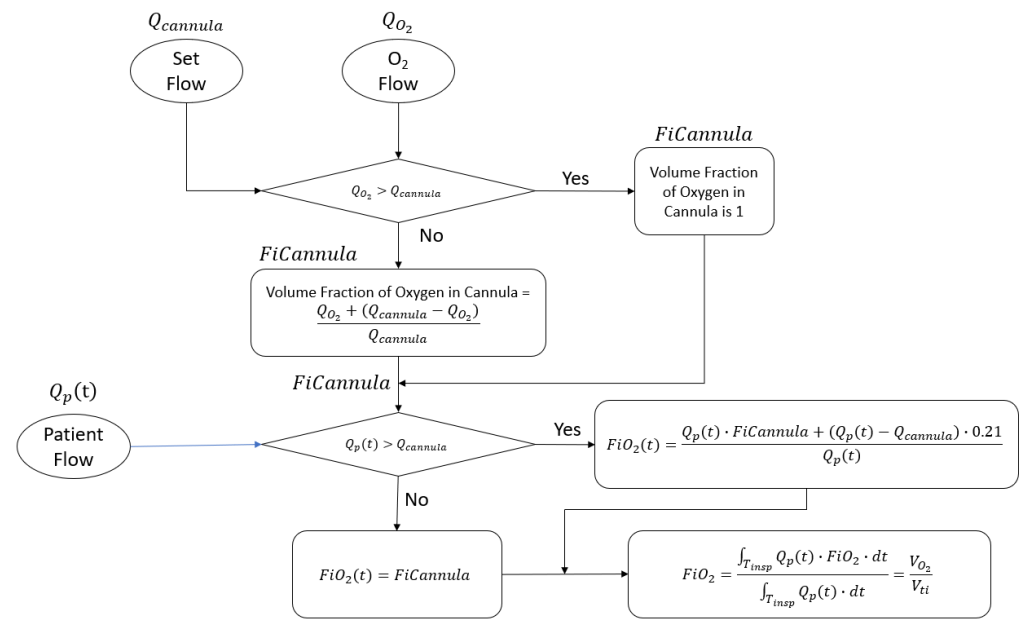 Q_cannula
Q_O₂
Set
Flow
O₂
Flow
FiCannula
Q_O₂ > Q_cannula
Yes
Volume Fraction
of Oxygen in
Cannula is 1
No
FiCannula
Volume Fraction of Oxygen in Cannula =
Q_O₂ + (Q_cannula − Q_O₂)
Q_cannula
FiCannula
Q_p(t)
Patient
Flow
Q_p(t) > Q_cannula
Yes
FiO₂(t) = Q_p(t) · FiCannula + (Q_p(t) − Q_cannula) · 0.21
Q_p(t)
No
FiO₂(t) = FiCannula
FiO₂ = ∫_T_insp Q_p(t) · FiO₂ · dt / ∫_T_insp Q_p(t) · dt = V_O₂ / V_ti